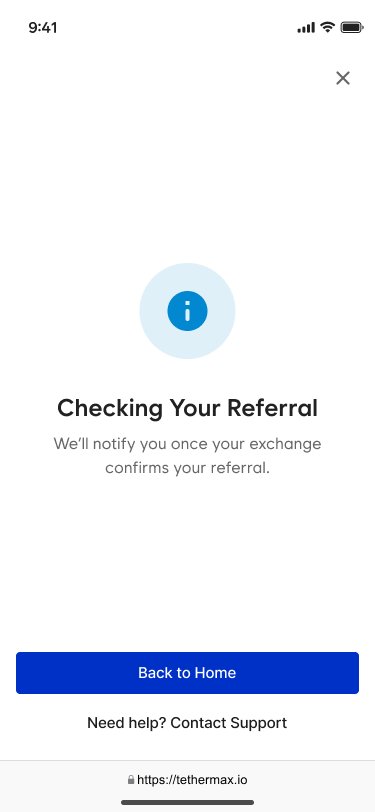 9:41
Checking Your Referral
We'll notify you once your exchange
confirms your referral.
Back to Home
Need help? Contact Support
https://tethermax.io